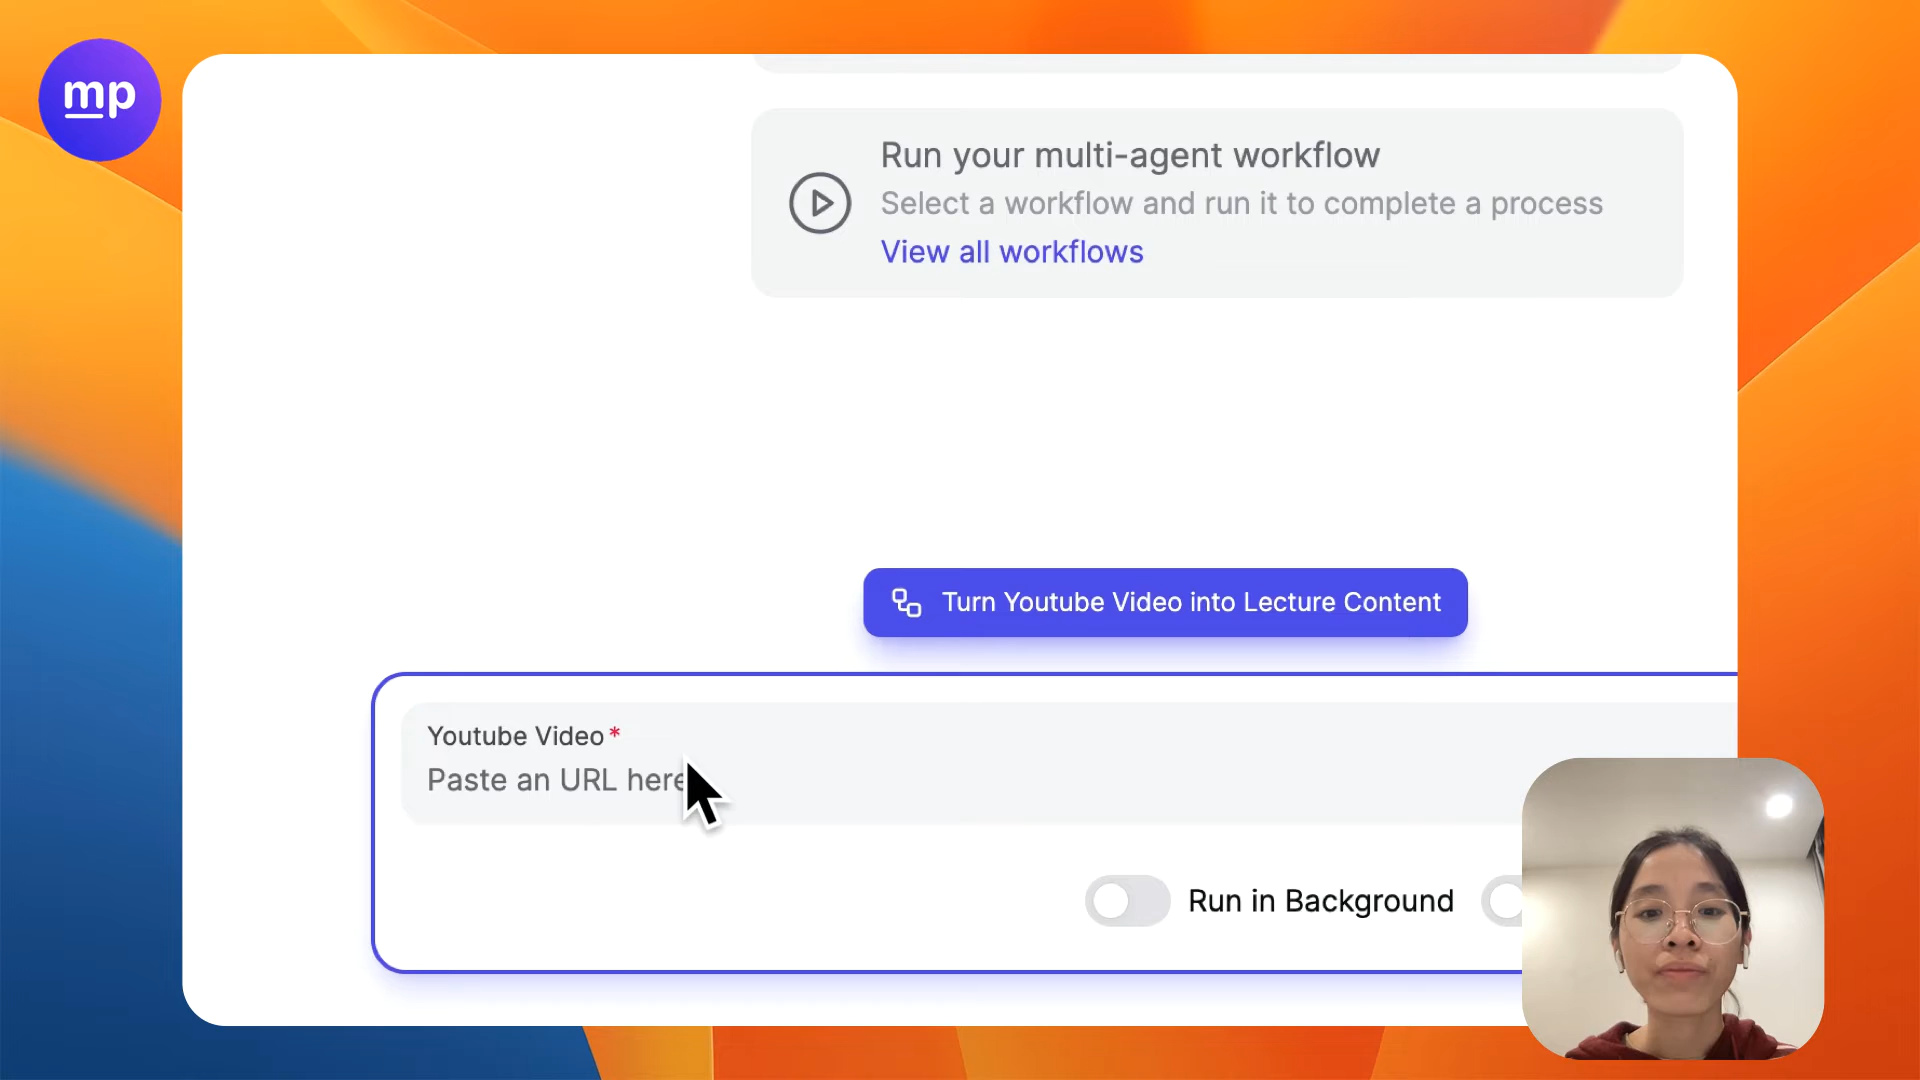 mp
Run your multi-agent workflow
Select a workflow and run it to complete a process
View all workflows
Turn Youtube Video into Lecture Content
Youtube Video*
Paste an URL here
Run in Background